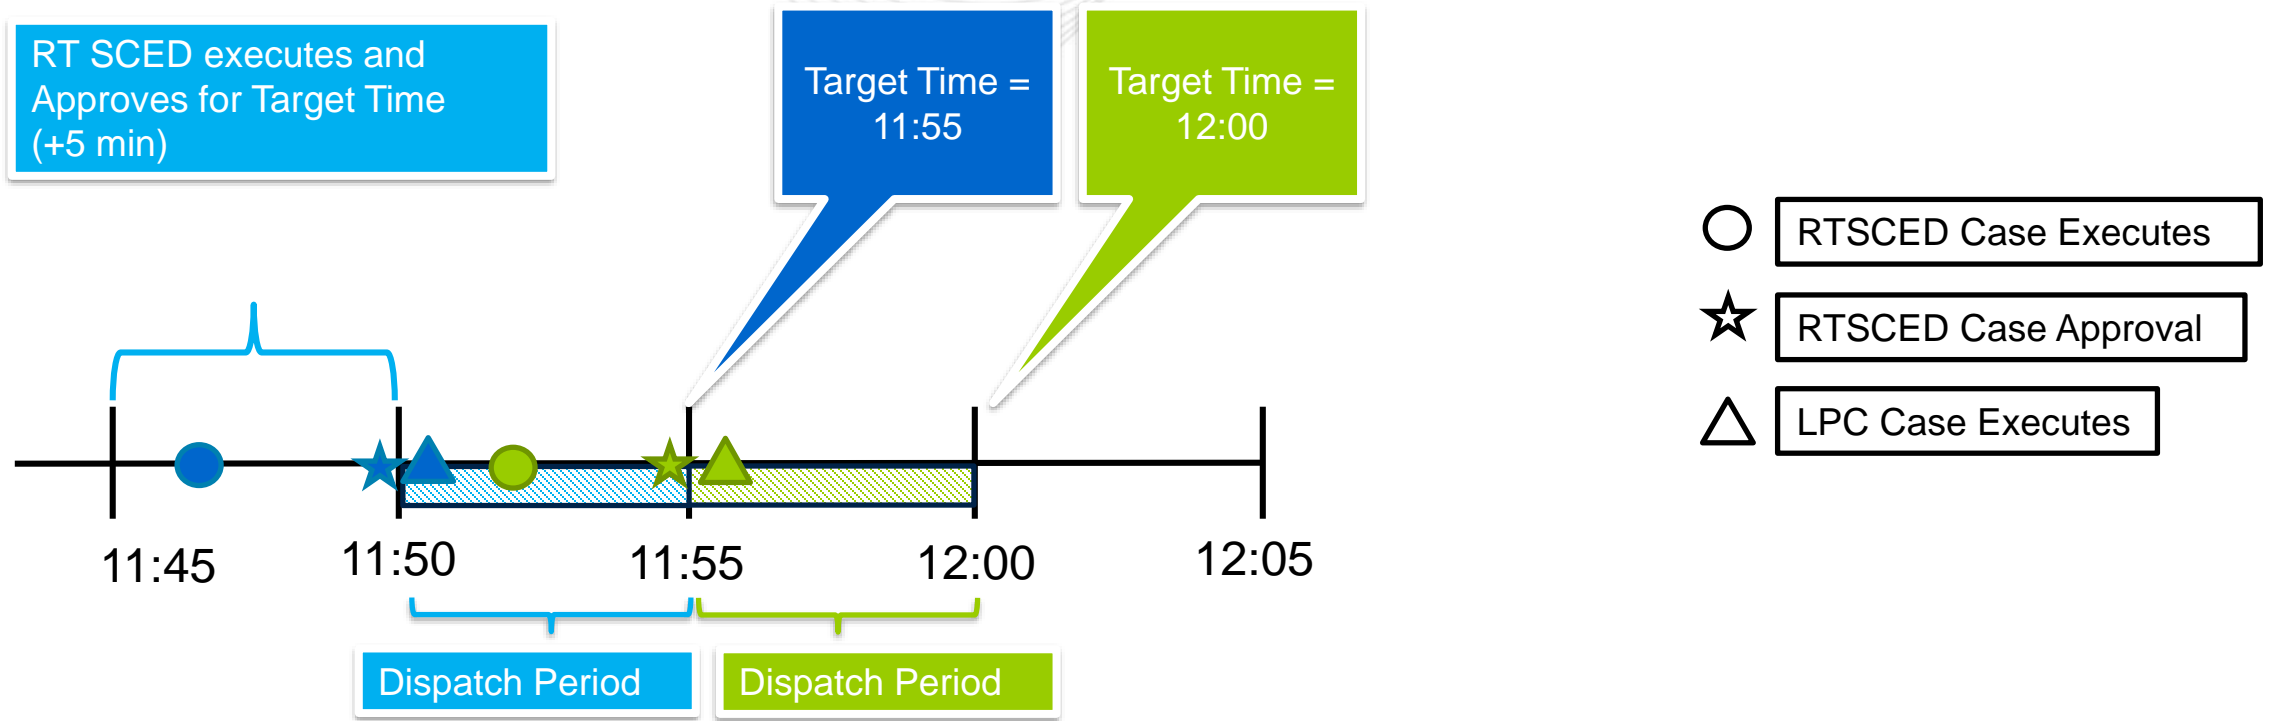 RT SCED executes and
Approves for Target Time
(+5 min)
Target Time =
11:55
Target Time =
12:00
RTSCED Case Executes
RTSCED Case Approval
LPC Case Executes
11:45
11:50
11:55
12:00
12:05
Dispatch Period
Dispatch Period